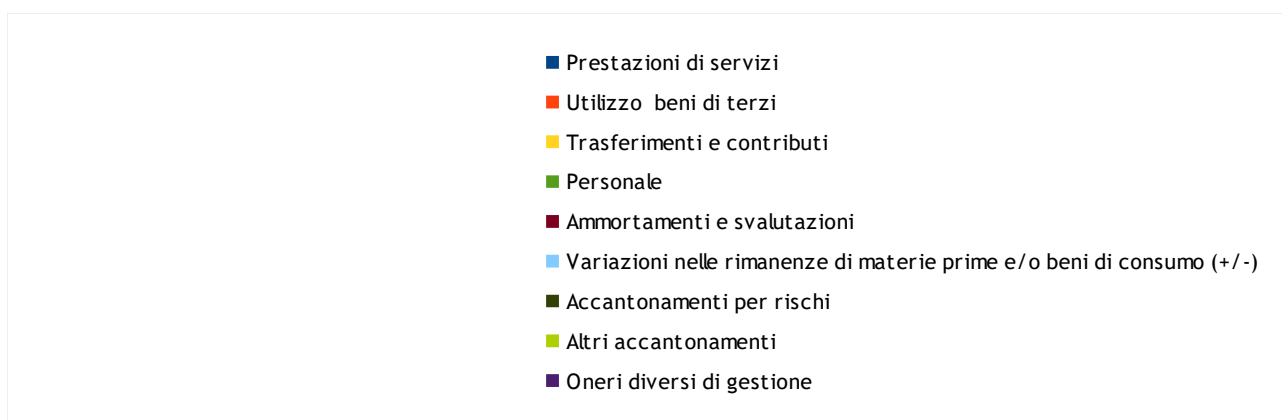 Prestazioni di servizi
Utilizzo beni di terzi
Trasferimenti e contributi
Personale
Ammortamenti e svalutazioni
Variazioni nelle rimanenze di materie prime e/o beni di consumo (+/-)
Accantonamenti per rischi
Altri accantonamenti
Oneri diversi di gestione